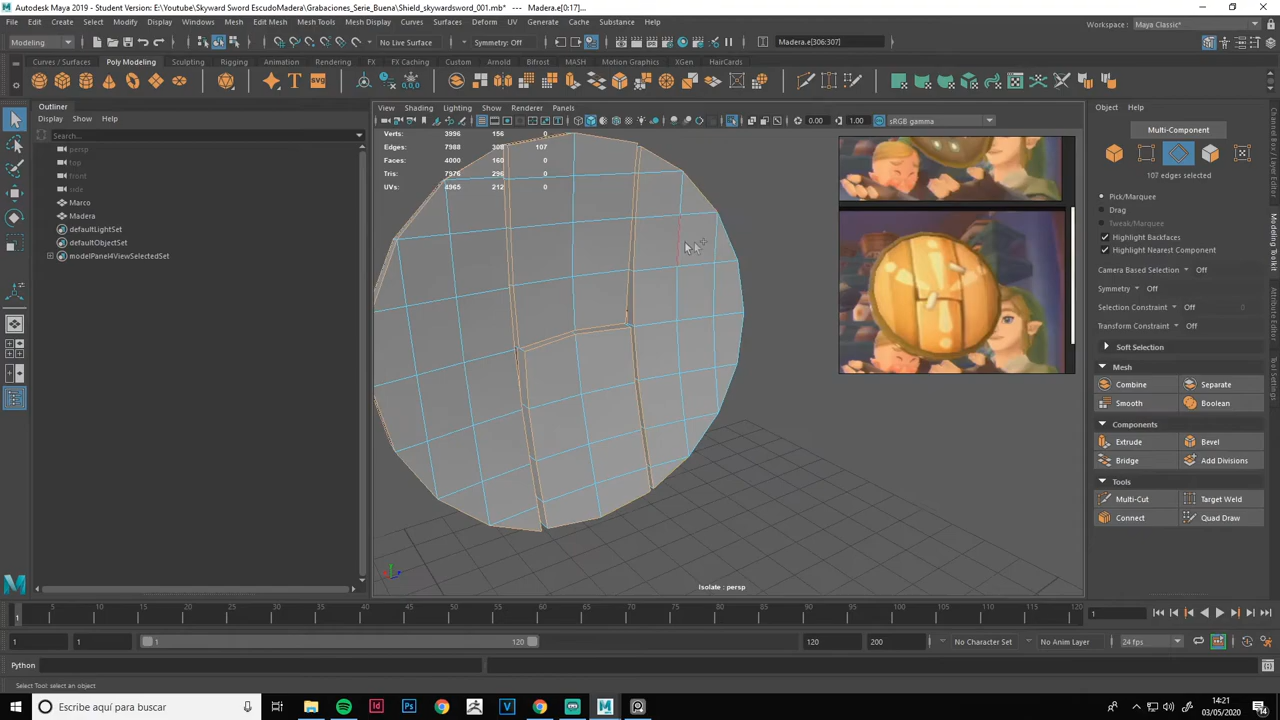 Autodesk Maya 2019 - Student Version: E:\Youtube\Skyward Sword EscudoMadera\Grabaciones_Serie_Buena\Shield_skywardsword_001.mb* --- Madera.e[0:17]...
File Edit Create Select Modify Display Windows Mesh Edit Mesh Mesh Tools Mesh Display Curves Surfaces Deform UV Generate Cache Substance Help
Workspace : Maya Classic*
Modeling No Live Surface Symmetry: Off Madera.e[306:307]
Curves / Surfaces Poly Modeling Sculpting Rigging Animation Rendering FX FX Caching Custom Arnold Bifrost MASH Motion Graphics XGen HairCards
Outliner
Display Show Help
Search...
persp
top
front
side
Marco
Madera
defaultLightSet
defaultObjectSet
modelPanel4ViewSelectedSet
View Shading Lighting Show Renderer Panels
0.00 1.00 sRGB gamma
Verts: 3996 156 0
Edges: 7988 308 107
Faces: 4000 160 0
Tris: 7976 296 0
UVs: 4965 212 0
Isolate : persp
Object Help
Multi-Component
107 edges selected
Pick/Marquee
Drag
Tweak/Marquee
Highlight Backfaces
Highlight Nearest Component
Camera Based Selection Off
Symmetry Off
Selection Constraint Off 0
Transform Constraint Off
Soft Selection
Mesh
Combine Separate
Smooth Boolean
Components
Extrude Bevel
Bridge Add Divisions
Tools
Multi-Cut Target Weld
Connect Quad Draw
Modeling Toolkit
Attribute Editor
Tool Settings
5 10 15 20 25 30 35 40 45 50 55 60 65 70 75 80 85 90 95 100 105 110 115 120
1
1 1 1 120 120 200 No Character Set No Anim Layer 24 fps
Python
Select Tool: select an object
Escribe aquí para buscar
14:21
03/05/2020